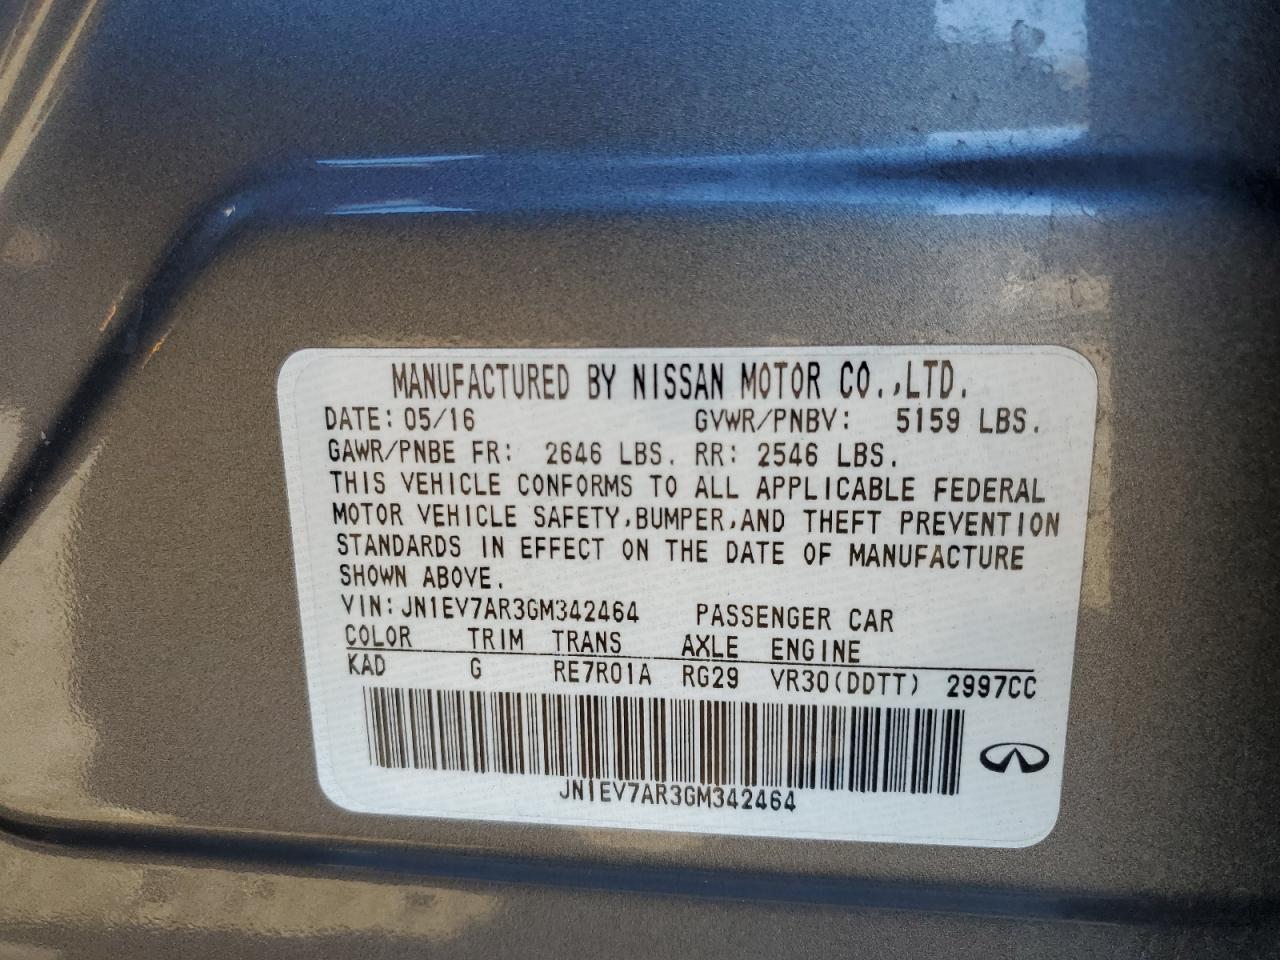 MANUFACTURED BY NISSAN MOTOR CO.,LTD.
DATE: 05/16 GVWR/PNBV: 5159 LBS.
GAWR/PNBE FR: 2646 LBS. RR: 2546 LBS.
THIS VEHICLE CONFORMS TO ALL APPLICABLE FEDERAL
MOTOR VEHICLE SAFETY,BUMPER,AND THEFT PREVENTION
STANDARDS IN EFFECT ON THE DATE OF MANUFACTURE
SHOWN ABOVE.
VIN: JN1EV7AR3GM342464 PASSENGER CAR
COLOR TRIM TRANS AXLE ENGINE
KAD G RE7R01A RG29 VR30(DDTT) 2997CC
JN1EV7AR3GM342464